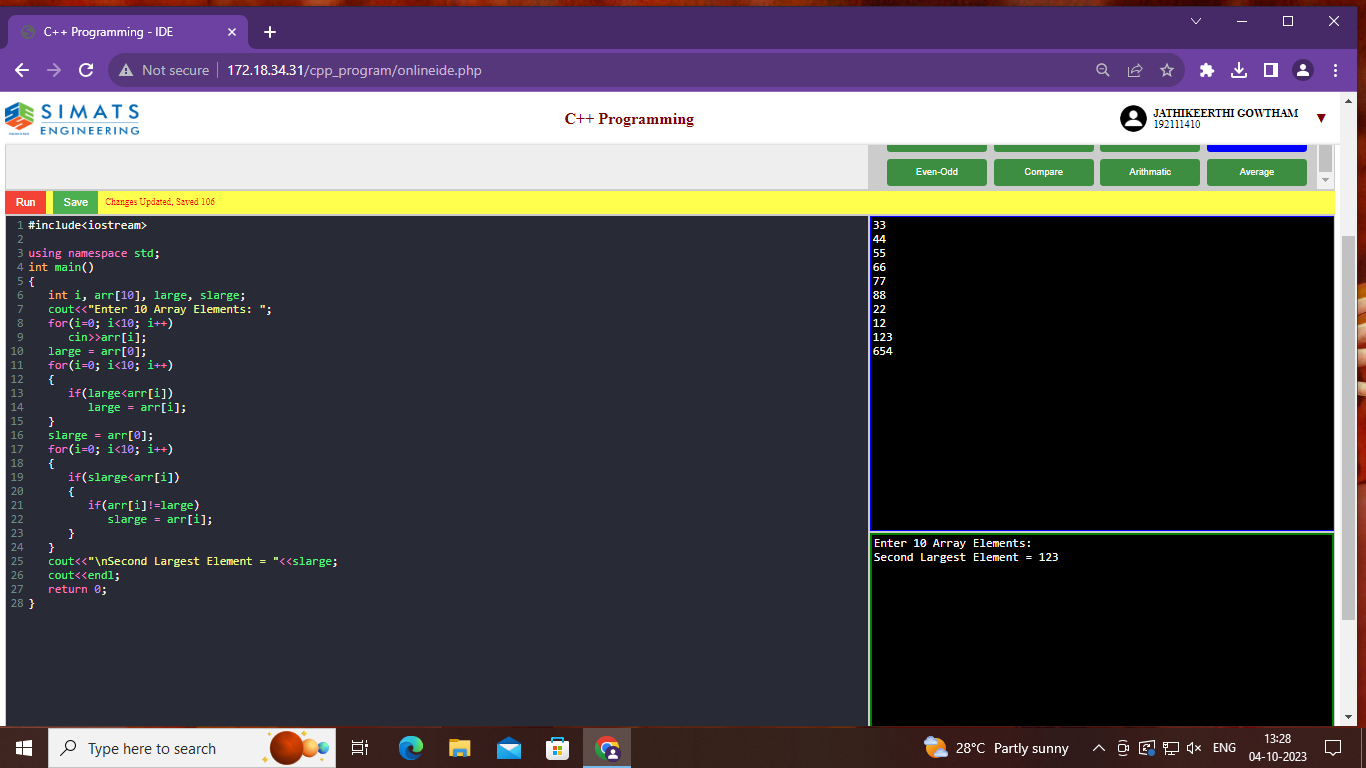 C++ Programming - IDE
Not secure
172.18.34.31/cpp_program/onlineide.php
SIMATS
ENGINEERING
C++ Programming
JATHIKEERTHI GOWTHAM
192111410
Even-Odd
Compare
Arithmatic
Average
Run
Save
Changes Updated, Saved 106
1 #include<iostream>
2
3 using namespace std;
4 int main()
5 {
6    int i, arr[10], large, slarge;
7    cout<<"Enter 10 Array Elements: ";
8    for(i=0; i<10; i++)
9       cin>>arr[i];
10    large = arr[0];
11    for(i=0; i<10; i++)
12    {
13       if(large<arr[i])
14          large = arr[i];
15    }
16    slarge = arr[0];
17    for(i=0; i<10; i++)
18    {
19       if(slarge<arr[i])
20       {
21          if(arr[i]!=large)
22             slarge = arr[i];
23       }
24    }
25    cout<<"\nSecond Largest Element = "<<slarge;
26    cout<<endl;
27    return 0;
28 }
33
44
55
66
77
88
22
12
123
654
Enter 10 Array Elements:
Second Largest Element = 123
Type here to search
28°C Partly sunny
ENG
13:28
04-10-2023